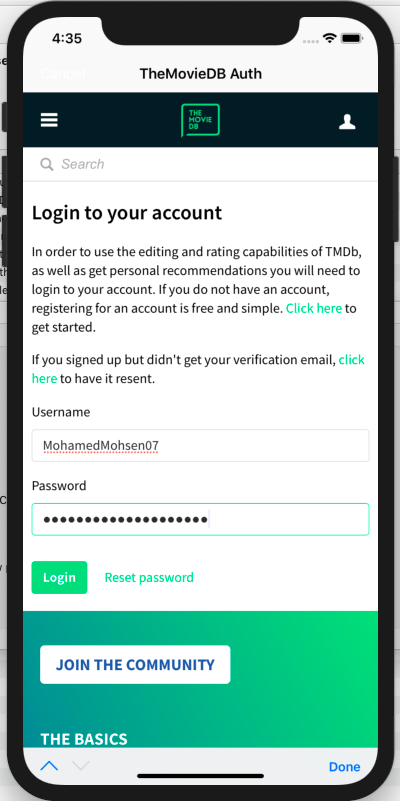 4:35
Cancel
TheMovieDB Auth
THE
MOVIE
DB
Search
Login to your account
In order to use the editing and rating capabilities of TMDb,
as well as get personal recommendations you will need to
login to your account. If you do not have an account,
registering for an account is free and simple. Click here to
get started.
If you signed up but didn't get your verification email, click
here to have it resent.
Username
MohamedMohsen07
Password
Login
Reset password
JOIN THE COMMUNITY
THE BASICS
Done